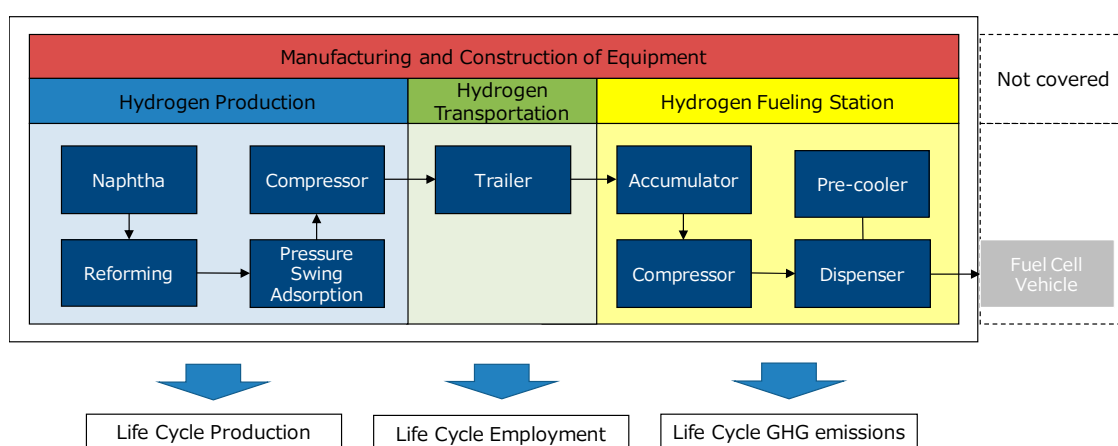 Manufacturing and Construction of Equipment
Not covered
Hydrogen Production
Hydrogen
Transportation
Hydrogen Fueling Station
Naphtha
Compressor
Trailer
Accumulator
Pre-cooler
Reforming
Pressure
Swing
Adsorption
Compressor
Dispenser
Fuel Cell
Vehicle
Life Cycle Production
Life Cycle Employment
Life Cycle GHG emissions